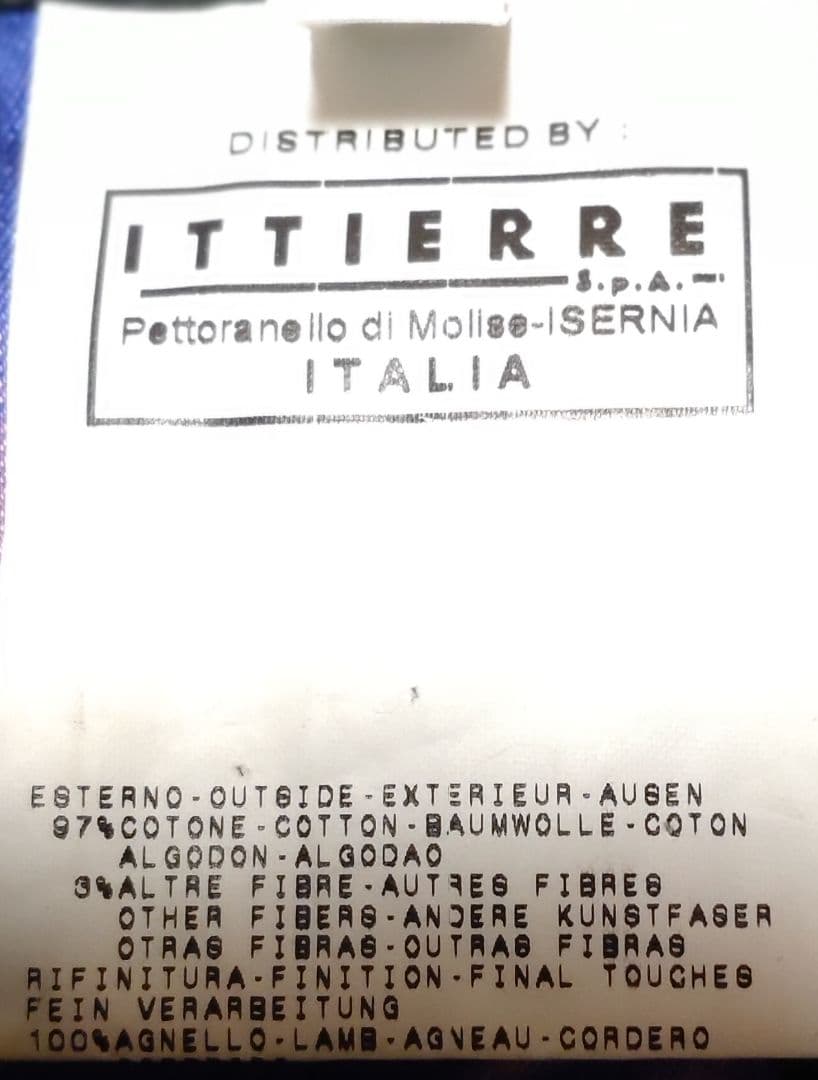 DISTRIBUTED BY :
ITTIERRE
S.p.A.
Pettoranello di Molise-ISERNIA
ITALIA
ESTERNO-OUTSIDE-EXTERIEUR-AUSEN
97%COTONE-COTTON-BAUMWOLLE-COTON
ALGODON-ALGODAO
3%ALTRE FIBRE-AUTRES FIBRES
OTHER FIBERS-ANDERE KUNSTFASER
OTRAS FIBRAS-OUTRAS FIBRAS
RIFINITURA-FINITION-FINAL TOUCHES
FEIN VERARBEITUNG
100%AGNELLO-LAMB-AGNEAU-CORDERO